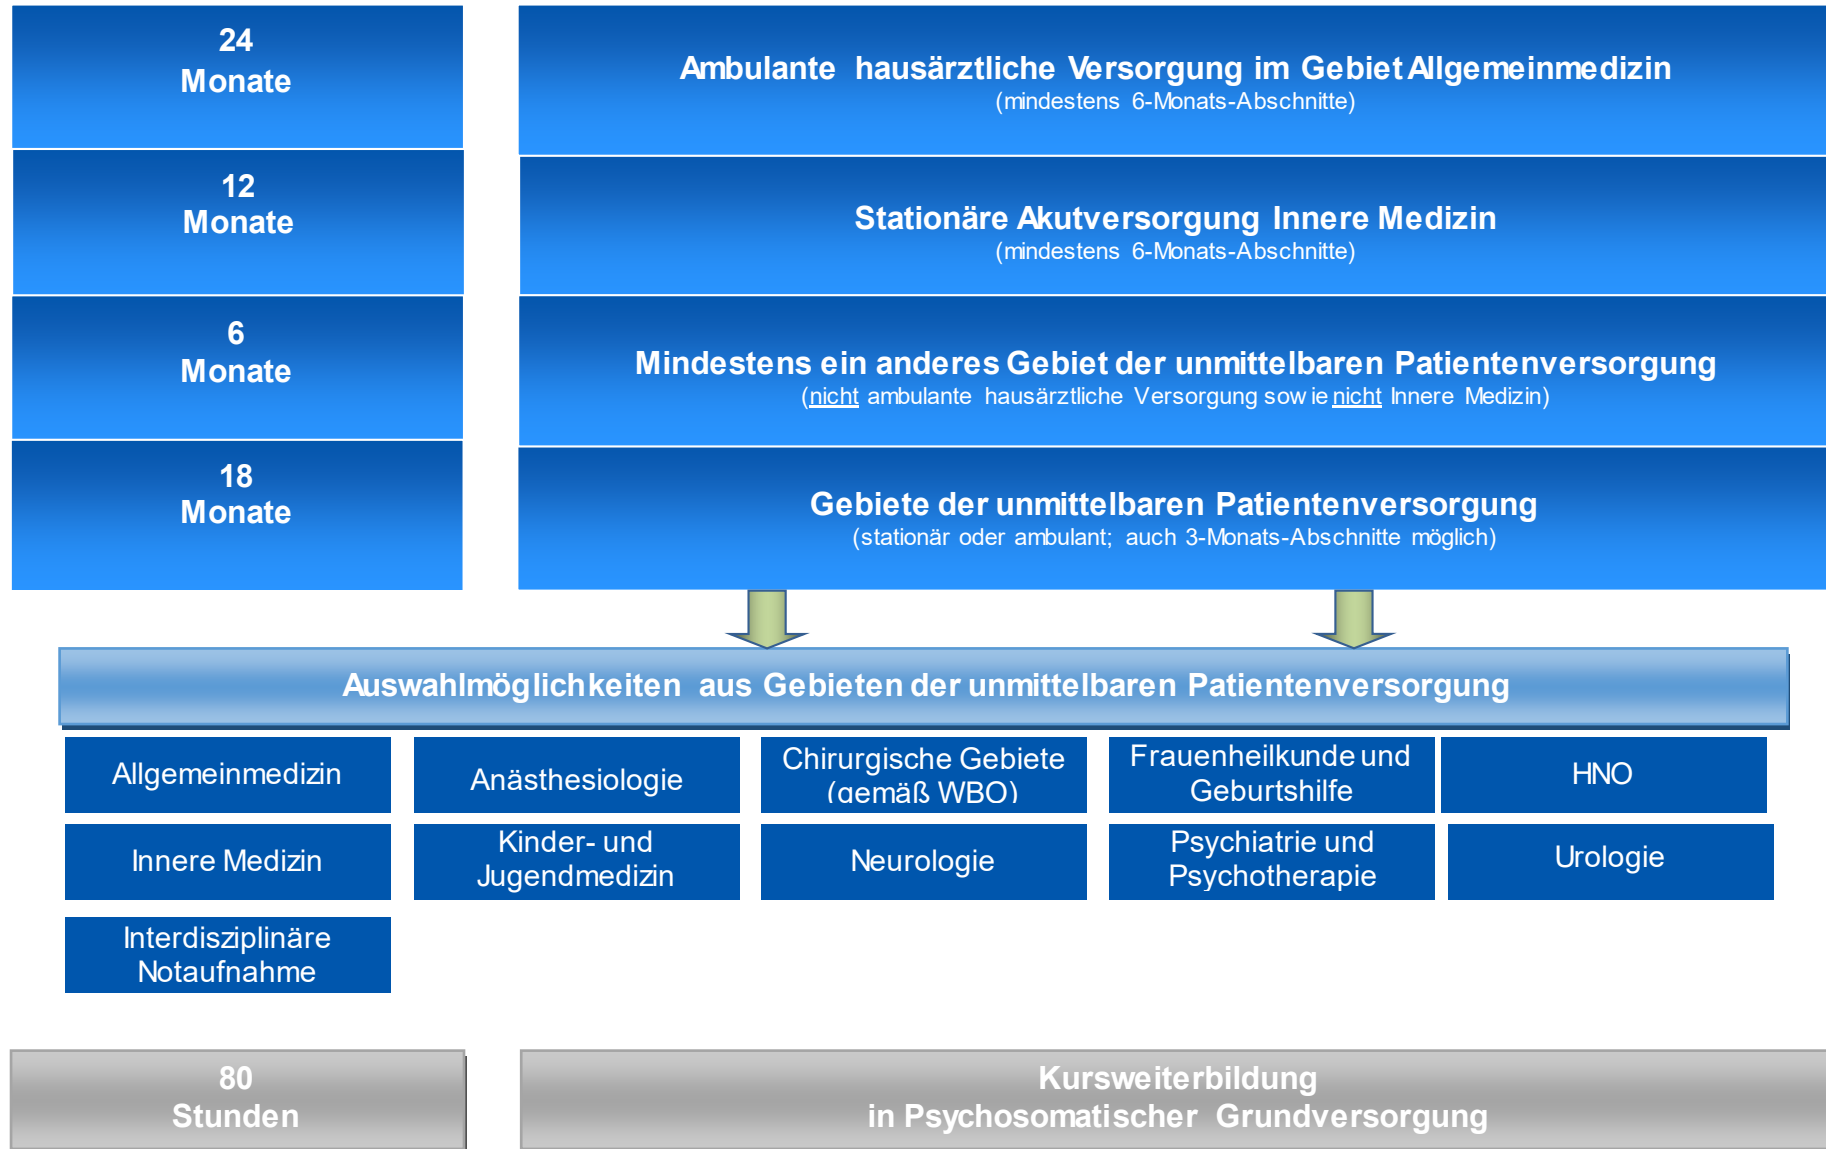 24
Monate
Ambulante hausärztliche Versorgung im Gebiet Allgemeinmedizin
(mindestens 6-Monats-Abschnitte)
12
Monate
Stationäre Akutversorgung Innere Medizin
(mindestens 6-Monats-Abschnitte)
6
Monate
Mindestens ein anderes Gebiet der unmittelbaren Patientenversorgung
(nicht ambulante hausärztliche Versorgung sowie nicht Innere Medizin)
18
Monate
Gebiete der unmittelbaren Patientenversorgung
(stationär oder ambulant; auch 3-Monats-Abschnitte möglich)
Auswahlmöglichkeiten aus Gebieten der unmittelbaren Patientenversorgung
Allgemeinmedizin
Anästhesiologie
Chirurgische Gebiete
(gemäß WBO)
Frauenheilkunde und
Geburtshilfe
HNO
Innere Medizin
Kinder- und
Jugendmedizin
Neurologie
Psychiatrie und
Psychotherapie
Urologie
Interdisziplinäre
Notaufnahme
80
Stunden
Kursweiterbildung
in Psychosomatischer Grundversorgung